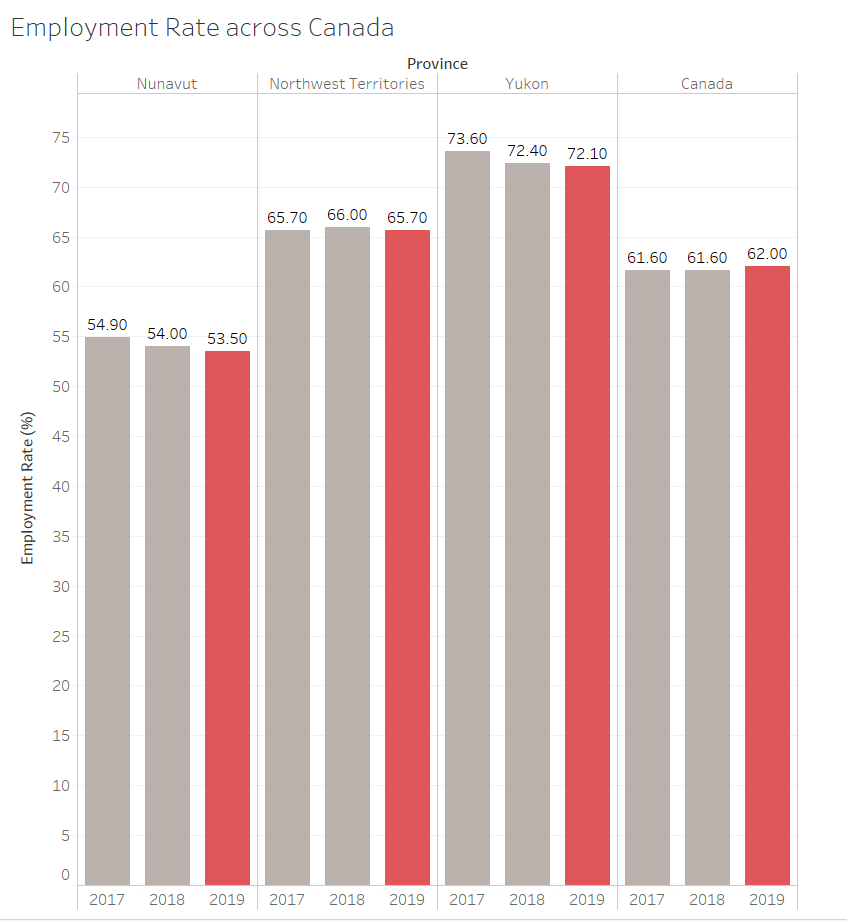 Employment Rate across Canada
Province
Nunavut Northwest Territories Yukon Canada
Employment Rate (%)
75
70
65
60
55
50
45
40
35
30
25
20
15
10
5
0
54.90 54.00 53.50 65.70 66.00 65.70 73.60 72.40 72.10 61.60 61.60 62.00
2017 2018 2019 2017 2018 2019 2017 2018 2019 2017 2018 2019